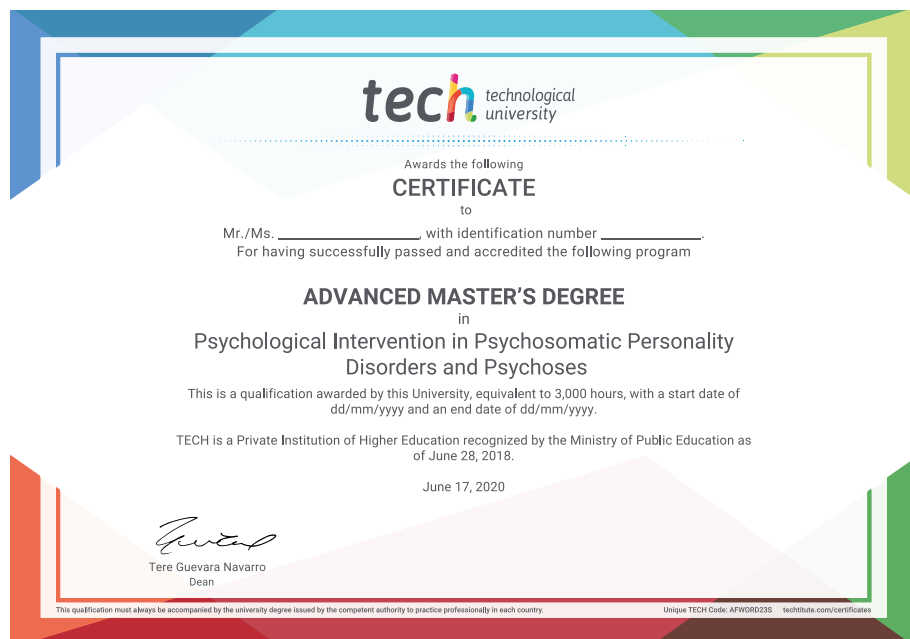 tech technological
university
Awards the following
CERTIFICATE
to
Mr./Ms. ____________________, with identification number ______________.
For having successfully passed and accredited the following program
ADVANCED MASTER’S DEGREE
in
Psychological Intervention in Psychosomatic Personality
Disorders and Psychoses
This is a qualification awarded by this University, equivalent to 3,000 hours, with a start date of
dd/mm/yyyy and an end date of dd/mm/yyyy.
TECH is a Private Institution of Higher Education recognized by the Ministry of Public Education as
of June 28, 2018.
June 17, 2020
Tere Guevara Navarro
Dean
This qualification must always be accompanied by the university degree issued by the competent authority to practice professionally in each country.
Unique TECH Code: AFWORD23S techtitute.com/certificates